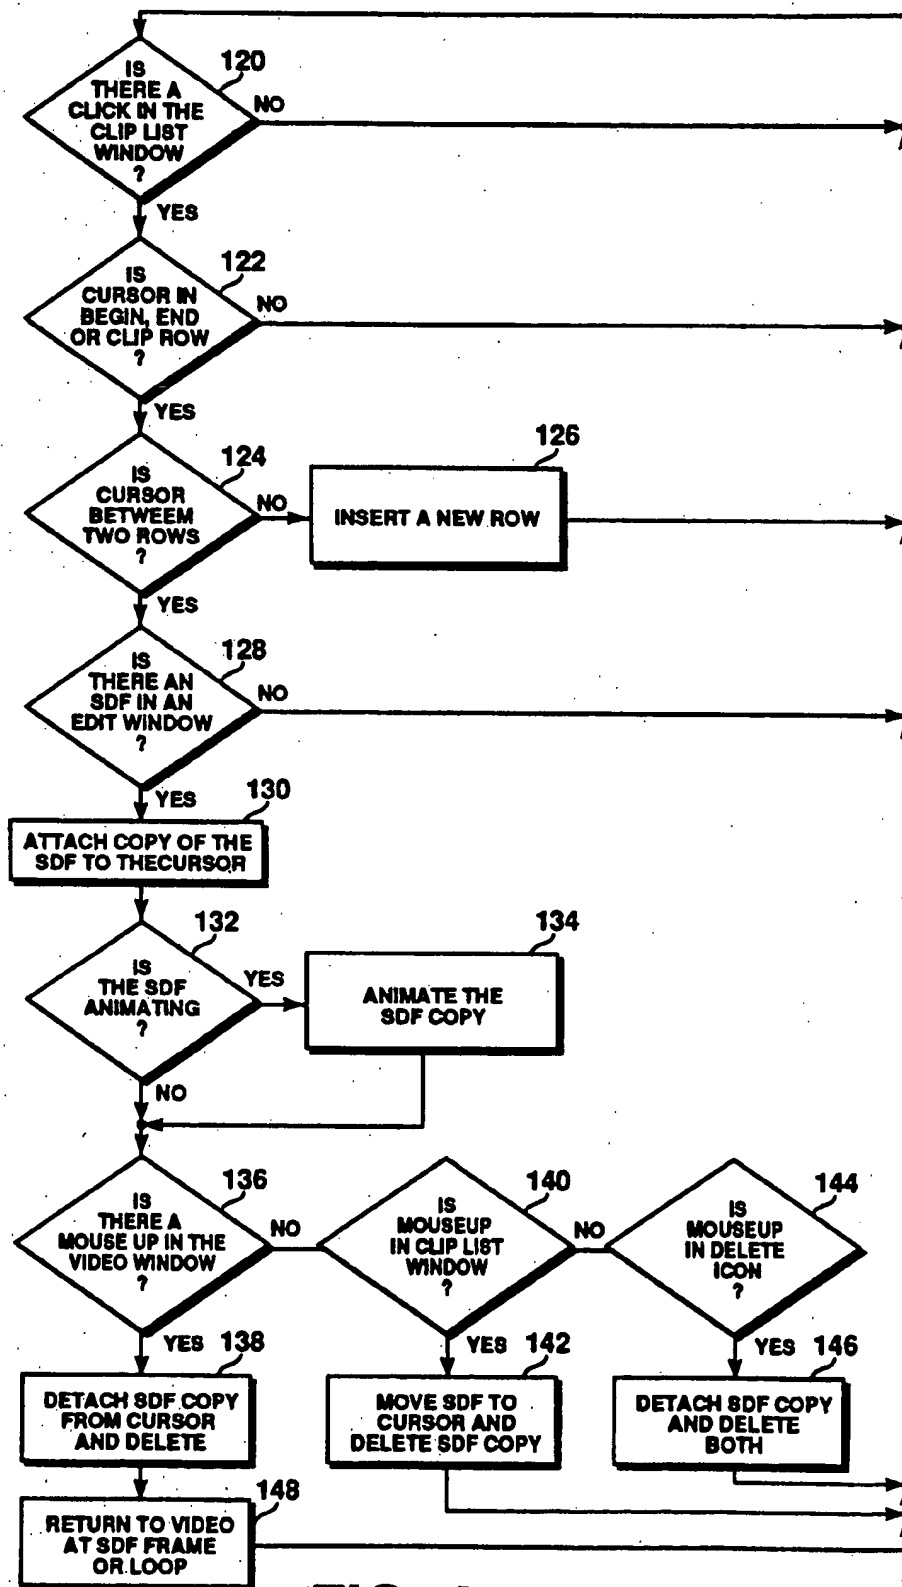 120
IS
THERE A
CLICK IN THE
CLIP LIST
WINDOW
?
NO
YES
122
IS
CURSOR IN
BEGIN, END
OR CLIP ROW
?
NO
YES
124
IS
CURSOR
BETWEEM
TWO ROWS
?
NO
126
INSERT A NEW ROW
YES
128
IS
THERE AN
SDF IN AN
EDIT WINDOW
?
NO
YES
130
ATTACH COPY OF THE
SDF TO THECURSOR
132
IS
THE SDF
ANIMATING
?
YES
134
ANIMATE THE
SDF COPY
NO
136
IS
THERE A
MOUSE UP IN THE
VIDEO WINDOW
?
NO
140
IS
MOUSEUP
IN CLIP LIST
WINDOW
?
NO
144
IS
MOUSEUP
IN DELETE
ICON
?
YES
138
DETACH SDF COPY
FROM CURSOR
AND DELETE
YES
142
MOVE SDF TO
CURSOR AND
DELETE SDF COPY
YES
146
DETACH SDF COPY
AND DELETE
BOTH
148
RETURN TO VIDEO
AT SDF FRAME
OR LOOP